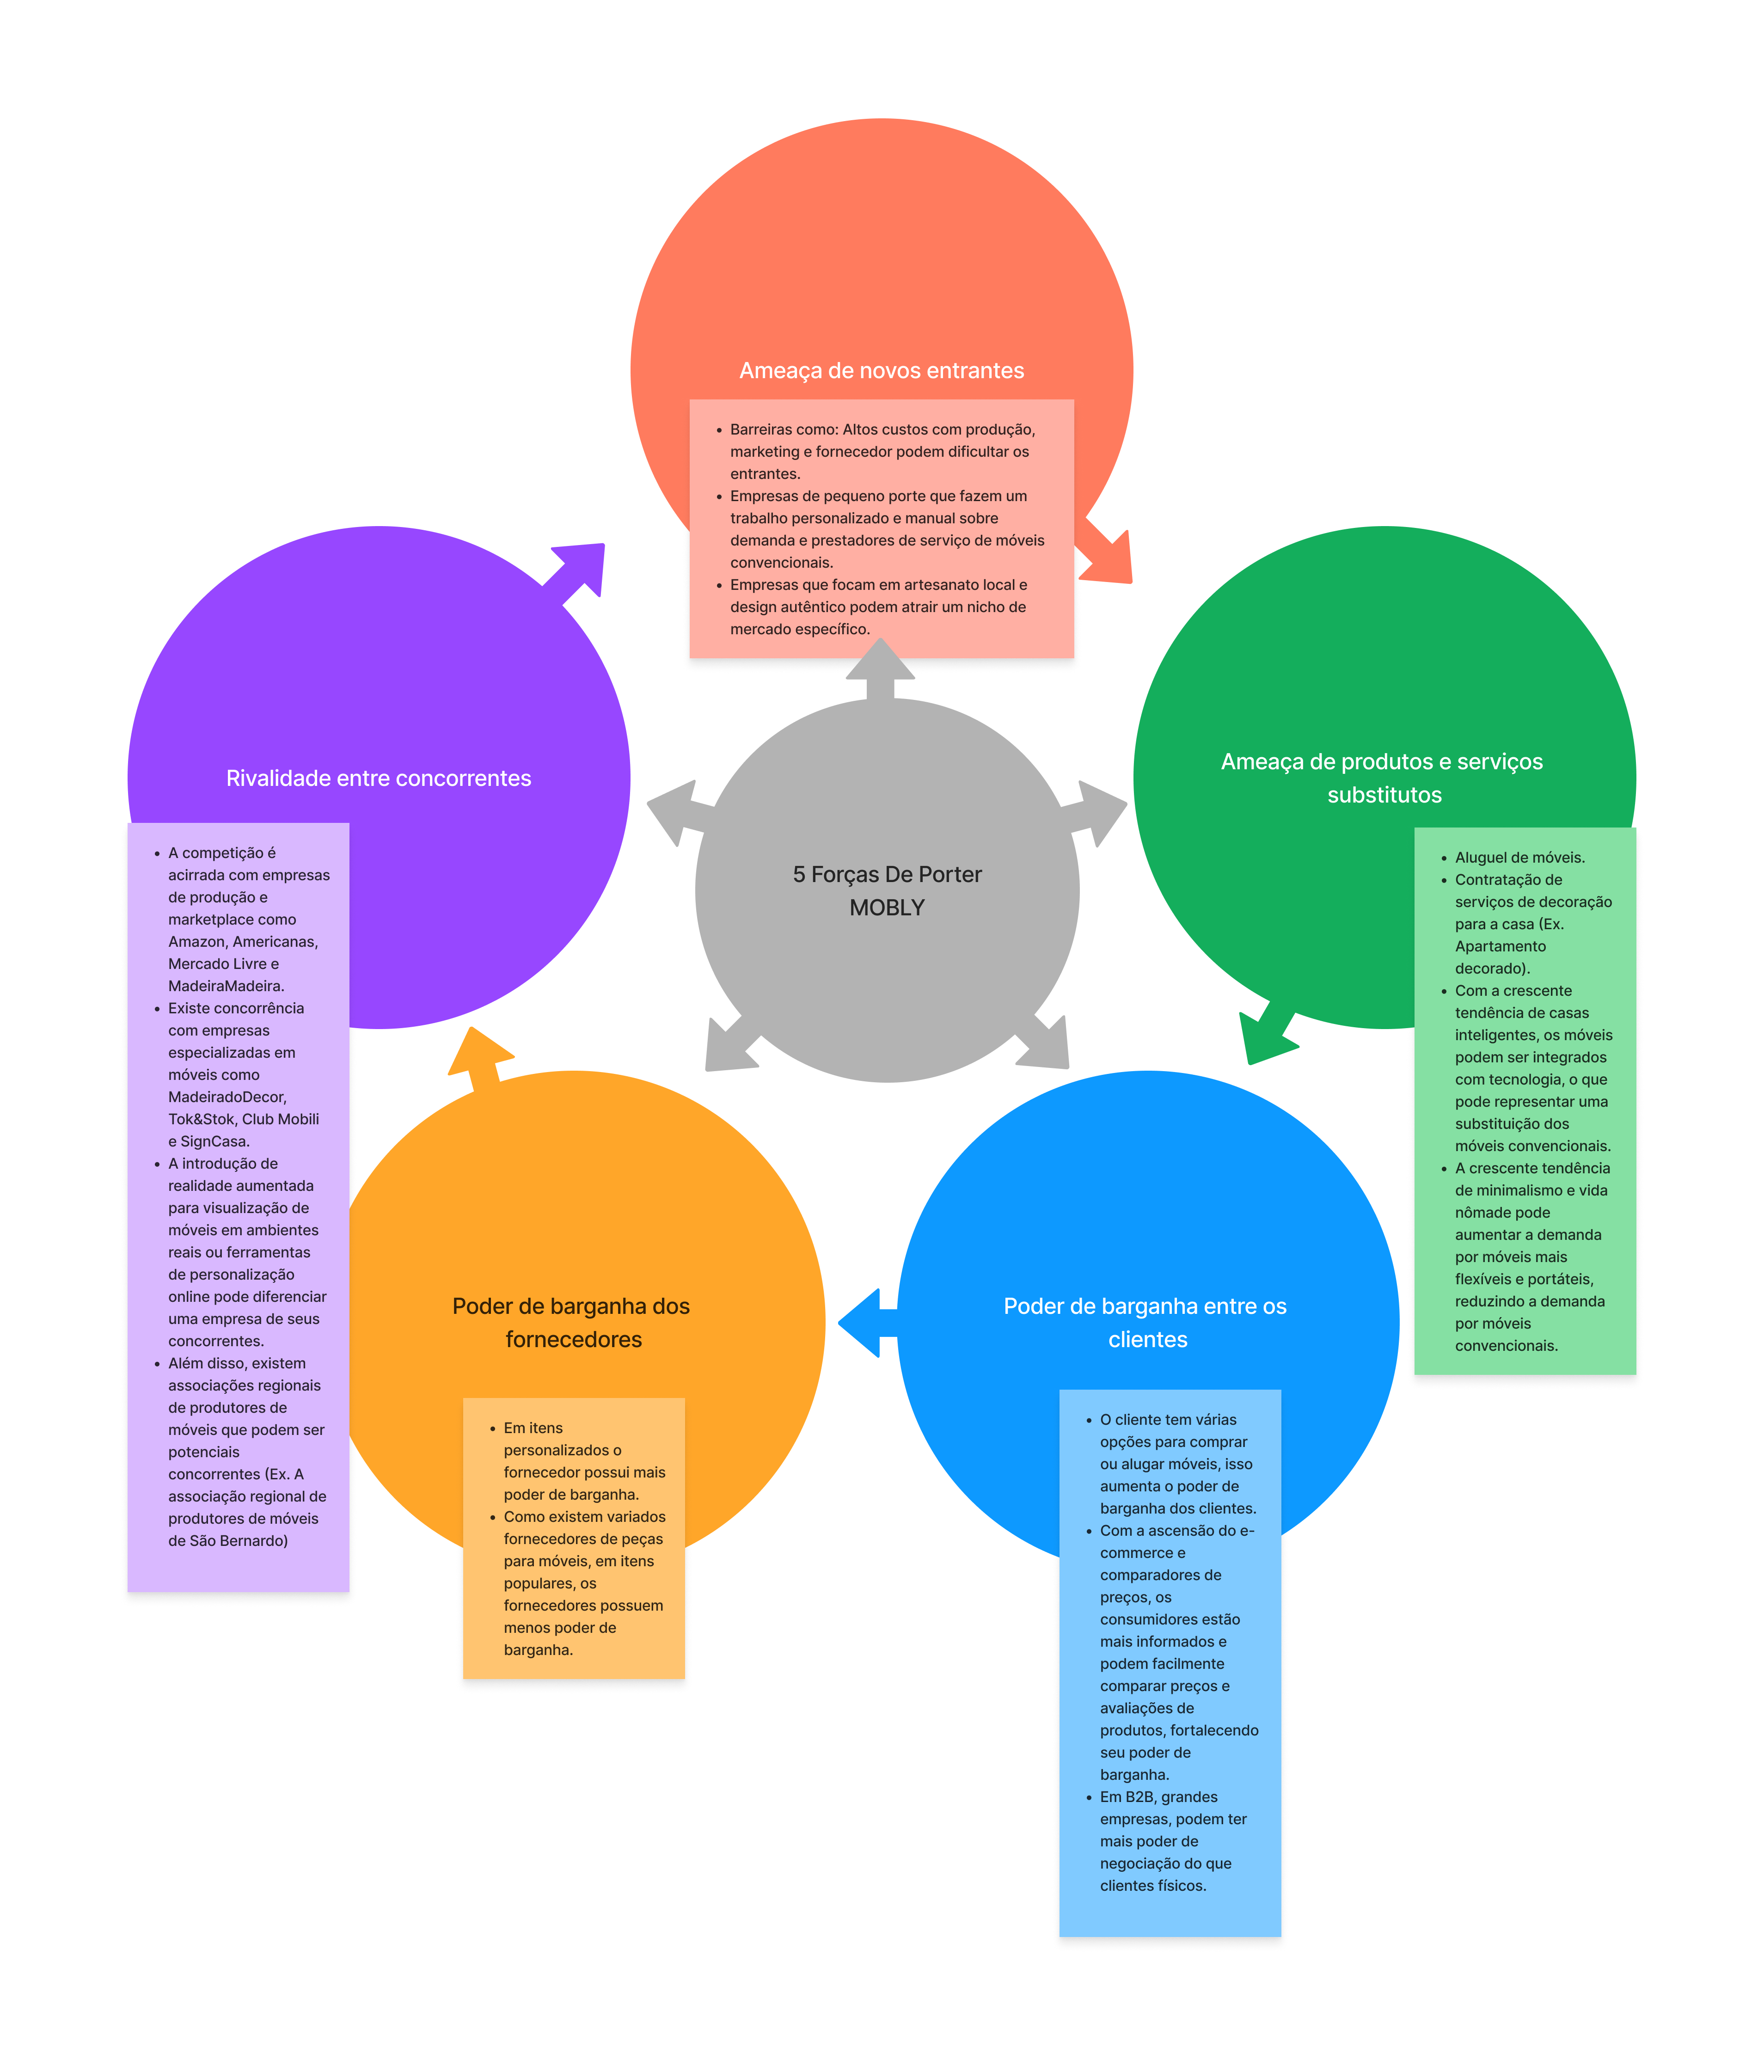 Ameaça de novos entrantes
• Barreiras como: Altos custos com produção,
marketing e fornecedor podem dificultar os
entrantes.
• Empresas de pequeno porte que fazem um
trabalho personalizado e manual sobre
demanda e prestadores de serviço de móveis
convencionais.
• Empresas que focam em artesanato local e
design autêntico podem atrair um nicho de
mercado específico.
Rivalidade entre concorrentes
• A competição é
acirrada com empresas
de produção e
marketplace como
Amazon, Americanas,
Mercado Livre e
MadeiraMadeira.
• Existe concorrência
com empresas
especializadas em
móveis como
MadeiradoDecor,
Tok&Stok, Club Mobili
e SignCasa.
• A introdução de
realidade aumentada
para visualização de
móveis em ambientes
reais ou ferramentas
de personalização
online pode diferenciar
uma empresa de seus
concorrentes.
• Além disso, existem
associações regionais
de produtores de
móveis que podem ser
potenciais
concorrentes (Ex. A
associação regional de
produtores de móveis
de São Bernardo)
5 Forças De Porter
MOBLY
Ameaça de produtos e serviços
substitutos
• Aluguel de móveis.
• Contratação de
serviços de decoração
para a casa (Ex.
Apartamento
decorado).
• Com a crescente
tendência de casas
inteligentes, os móveis
podem ser integrados
com tecnologia, o que
pode representar uma
substituição dos
móveis convencionais.
• A crescente tendência
de minimalismo e vida
nômade pode
aumentar a demanda
por móveis mais
flexíveis e portáteis,
reduzindo a demanda
por móveis
convencionais.
Poder de barganha dos
fornecedores
• Em itens
personalizados o
fornecedor possui mais
poder de barganha.
• Como existem variados
fornecedores de peças
para móveis, em itens
populares, os
fornecedores possuem
menos poder de
barganha.
Poder de barganha entre os
clientes
• O cliente tem várias
opções para comprar
ou alugar móveis, isso
aumenta o poder de
barganha dos clientes.
• Com a ascensão do e-
commerce e
comparadores de
preços, os
consumidores estão
mais informados e
podem facilmente
comparar preços e
avaliações de
produtos, fortalecendo
seu poder de
barganha.
• Em B2B, grandes
empresas, podem ter
mais poder de
negociação do que
clientes físicos.